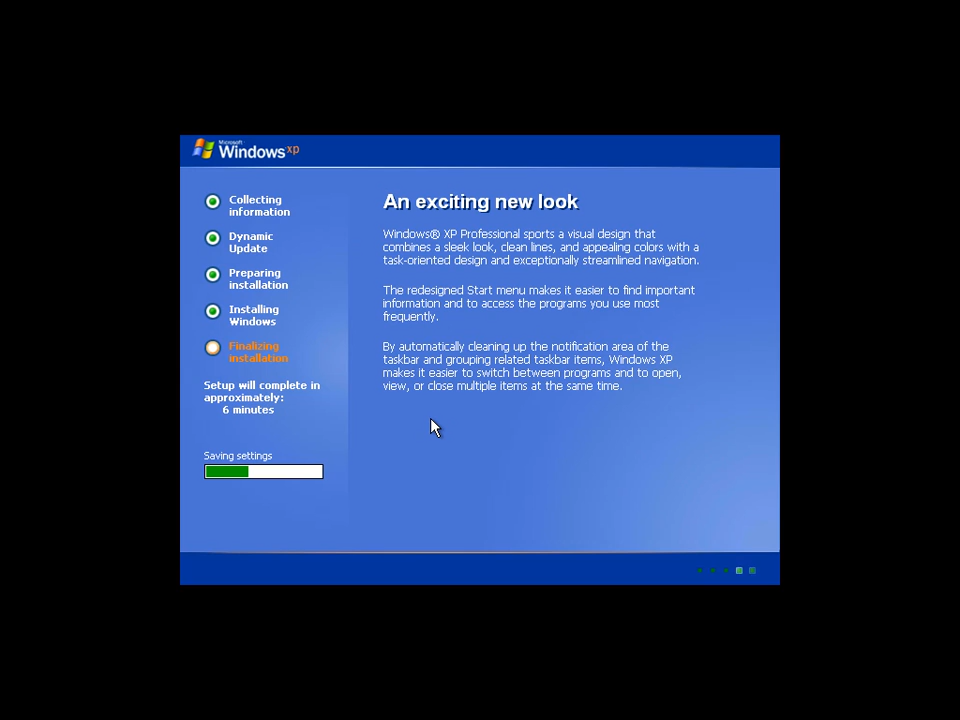 Microsoft
Windows xp
Collecting
information
Dynamic
Update
Preparing
installation
Installing
Windows
Finalizing
installation
Setup will complete in
approximately:
6 minutes
Saving settings
An exciting new look
Windows® XP Professional sports a visual design that
combines a sleek look, clean lines, and appealing colors with a
task-oriented design and exceptionally streamlined navigation.
The redesigned Start menu makes it easier to find important
information and to access the programs you use most
frequently.
By automatically cleaning up the notification area of the
taskbar and grouping related taskbar items, Windows XP
makes it easier to switch between programs and to open,
view, or close multiple items at the same time.